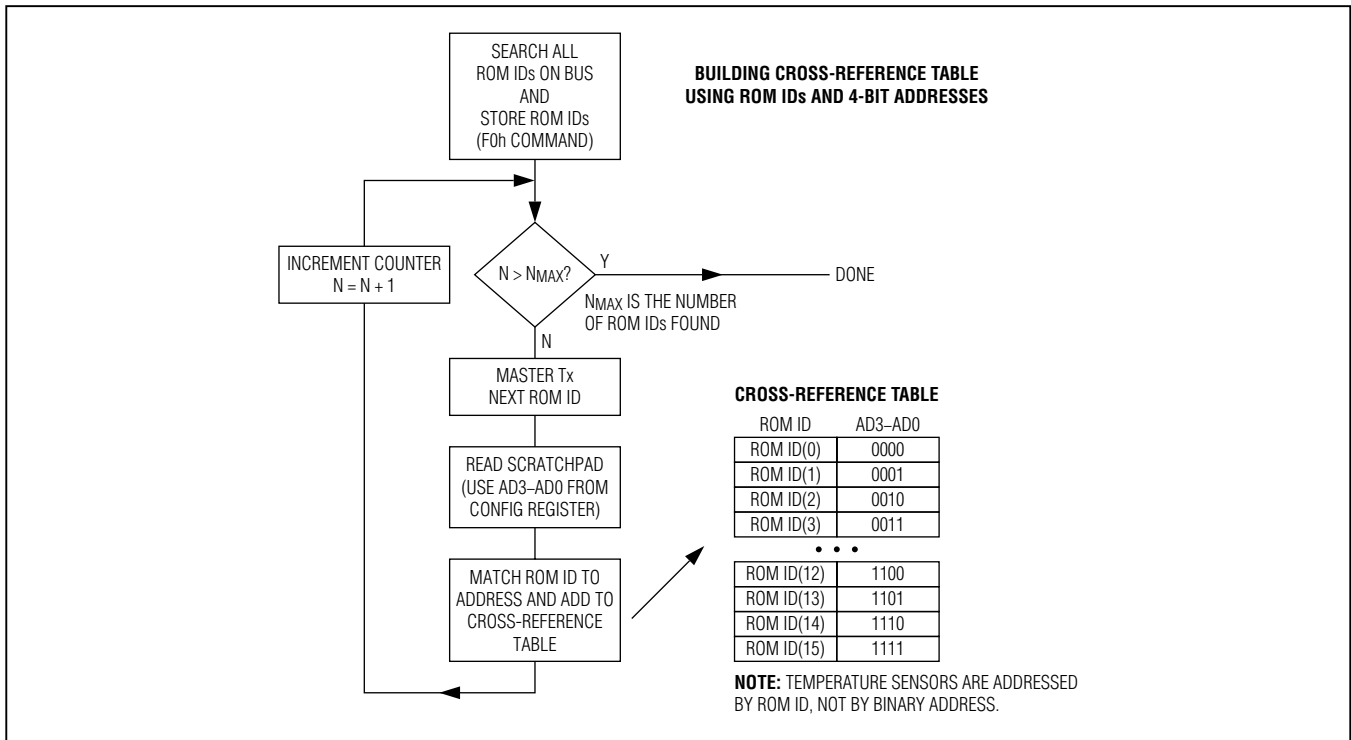 SEARCH ALL
ROM IDs ON BUS
AND
STORE ROM IDs
(F0h COMMAND)
BUILDING CROSS-REFERENCE TABLE
USING ROM IDs AND 4-BIT ADDRESSES
INCREMENT COUNTER
N = N + 1
N > NMAX?
Y
DONE
NMAX IS THE NUMBER
OF ROM IDs FOUND
N
MASTER Tx
NEXT ROM ID
READ SCRATCHPAD
(USE AD3–AD0 FROM
CONFIG REGISTER)
MATCH ROM ID TO
ADDRESS AND ADD TO
CROSS-REFERENCE
TABLE
CROSS-REFERENCE TABLE
ROM ID AD3–AD0
ROM ID(0) 0000
ROM ID(1) 0001
ROM ID(2) 0010
ROM ID(3) 0011
• • •
ROM ID(12) 1100
ROM ID(13) 1101
ROM ID(14) 1110
ROM ID(15) 1111
NOTE: TEMPERATURE SENSORS ARE ADDRESSED
BY ROM ID, NOT BY BINARY ADDRESS.